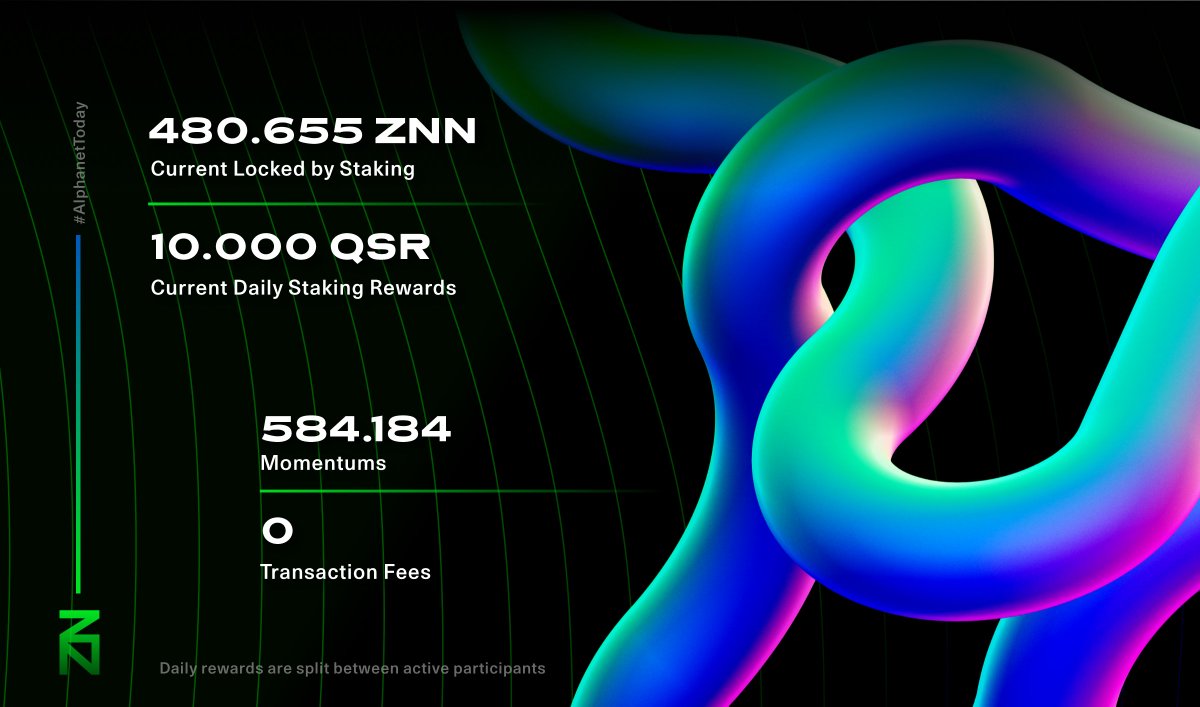 #AlphanetToday
480.655 ZNN
Current Locked by Staking
10.000 QSR
Current Daily Staking Rewards
584.184
Momentums
0
Transaction Fees
Daily rewards are split between active participants